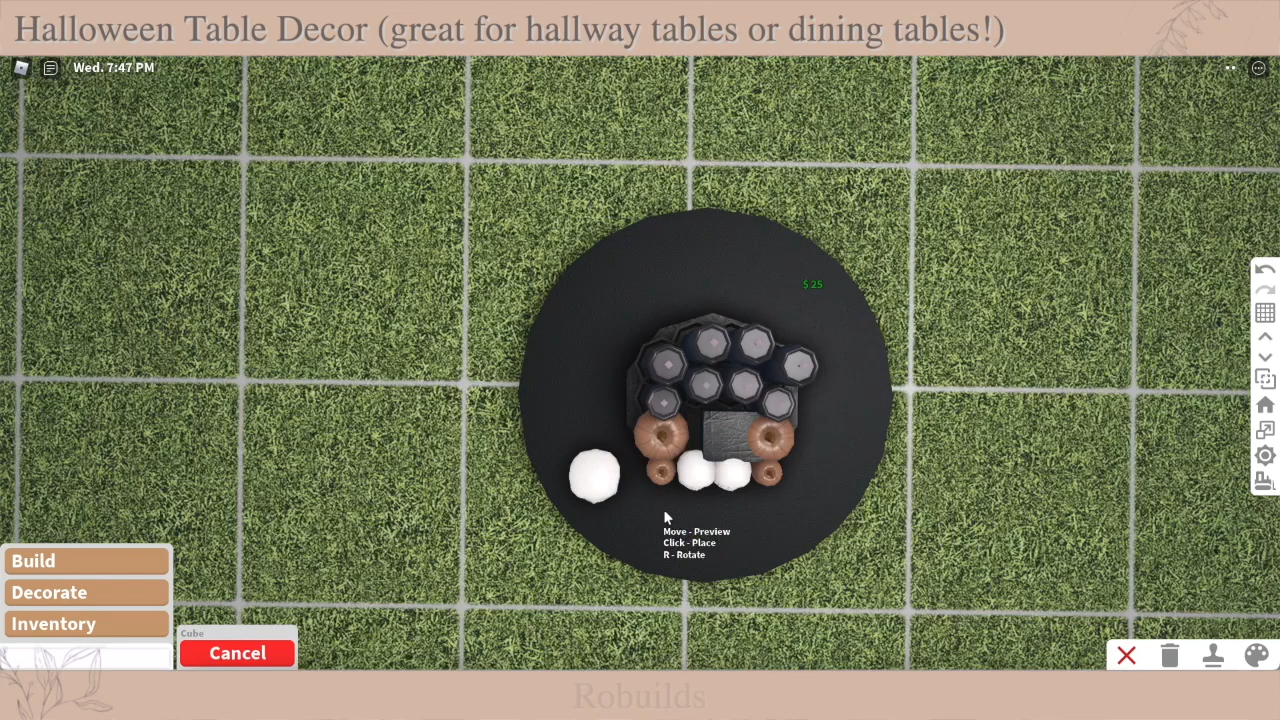 Halloween Table Decor (great for hallway tables or dining tables!)
Wed. 7:47 PM
$ 25
Move - Preview
Click - Place
R - Rotate
Build
Decorate
Inventory
Cube
Cancel
Robuilds